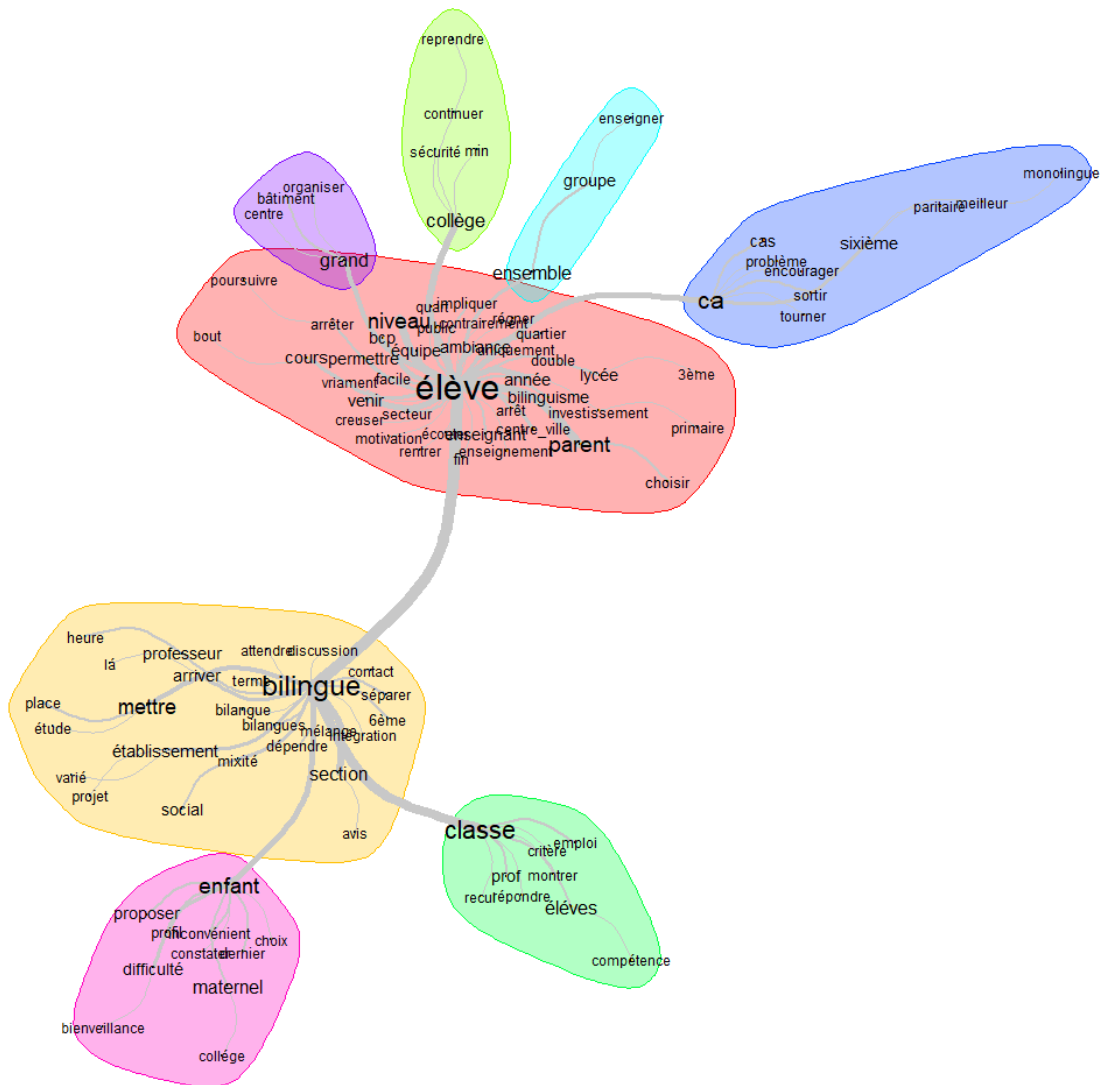 reprendre
continuer
sécurité
min
collège
enseigner
groupe
ensemble
organiser
bâtiment
centre
grand
monolingue
meilleur
paritaire
sixième
cas
problème
encourager
sortir
ca
tourner
poursuivre
bout
arrêter
quart
impliquer
niveau
public
contrairement
régner
quartier
bcp
équipe
ambiance
uniquement
double
cours
permettre
lycée
3ème
vriament
facile
élève
année
bilinguisme
venir
creuser
secteur
arrêt
investissement
primaire
motivation
écouter
enseignant
centre_ville
parent
rentrer
fin
enseignement
choisir
heure
là
professeur
attendre
discussion
arriver
terme
bilingue
contact
séparer
place
mettre
bilangue
6ème
étude
bilangues
mélange
intégration
établissement
mixité
dépendre
section
varié
projet
social
avis
classe
emploi
critère
prof
montrer
recul
répondre
éléves
compétence
enfant
proposer
profil
inconvénient
choix
constater
dernier
difficulté
maternel
bienveillance
collége